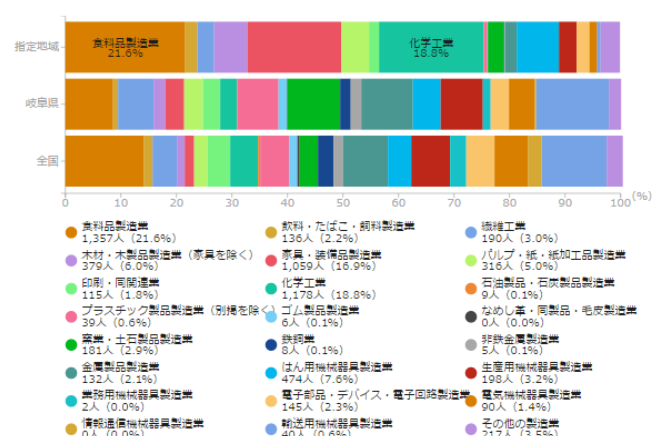 指定地域
食料品製造業
21.6%
化学工業
18.8%
岐阜県
全国
0 10 20 30 40 50 60 70 80 90 100 (%)
食料品製造業
1,357人 (21.6%)
飲料・たばこ・飼料製造業
136人 (2.2%)
繊維工業
190人 (3.0%)
木材・木製品製造業 (家具を除く)
379人 (6.0%)
家具・装備品製造業
1,059人 (16.9%)
パルプ・紙・紙加工品製造業
316人 (5.0%)
印刷・同関連業
115人 (1.8%)
化学工業
1,178人 (18.8%)
石油製品・石炭製品製造業
9人 (0.1%)
プラスチック製品製造業 (別掲を除く)
39人 (0.6%)
ゴム製品製造業
6人 (0.1%)
なめし革・同製品・毛皮製造業
0人 (0.0%)
窯業・土石製品製造業
181人 (2.9%)
鉄鋼業
8人 (0.1%)
非鉄金属製造業
5人 (0.1%)
金属製品製造業
132人 (2.1%)
はん用機械器具製造業
474人 (7.6%)
生産用機械器具製造業
198人 (3.2%)
業務用機械器具製造業
2人 (0.0%)
電子部品・デバイス・電子回路製造業
145人 (2.3%)
電気機械器具製造業
90人 (1.4%)
情報通信機械器具製造業
0人 (0.0%)
輸送用機械器具製造業
40人 (0.6%)
その他の製造業
217人 (3.5%)